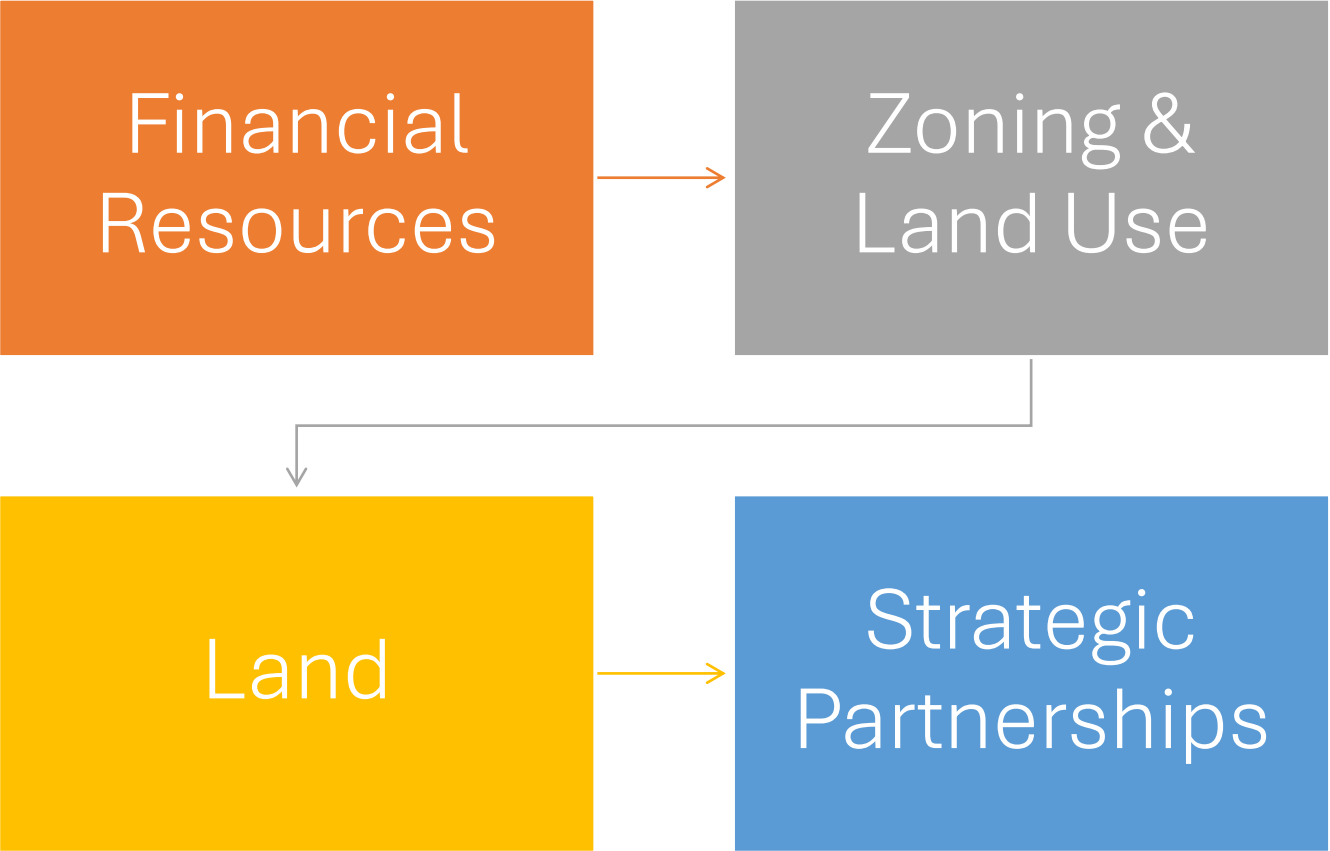 Financial
Resources
Zoning &
Land Use
Land
Strategic
Partnerships